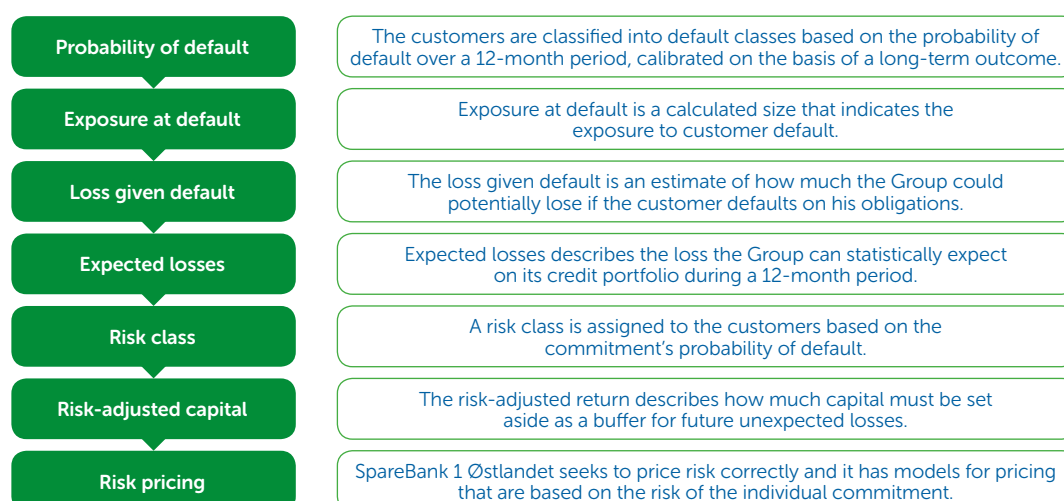 Probability of default
The customers are classified into default classes based on the probability of
default over a 12-month period, calibrated on the basis of a long-term outcome.
Exposure at default
Exposure at default is a calculated size that indicates the
exposure to customer default.
Loss given default
The loss given default is an estimate of how much the Group could
potentially lose if the customer defaults on his obligations.
Expected losses
Expected losses describes the loss the Group can statistically expect
on its credit portfolio during a 12-month period.
Risk class
A risk class is assigned to the customers based on the
commitment’s probability of default.
Risk-adjusted capital
The risk-adjusted return describes how much capital must be set
aside as a buffer for future unexpected losses.
Risk pricing
SpareBank 1 Østlandet seeks to price risk correctly and it has models for pricing
that are based on the risk of the individual commitment.